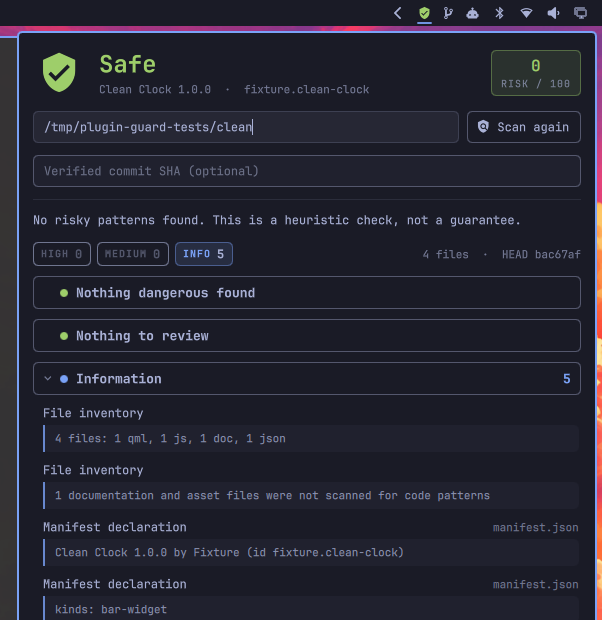 Safe
Clean Clock 1.0.0 · fixture.clean-clock
0
RISK / 100
/tmp/plugin-guard-tests/clean
Scan again
Verified commit SHA (optional)
No risky patterns found. This is a heuristic check, not a guarantee.
HIGH 0 MEDIUM 0 INFO 5 4 files · HEAD bac67af
Nothing dangerous found
Nothing to review
Information 5
File inventory
4 files: 1 qml, 1 js, 1 doc, 1 json
File inventory
1 documentation and asset files were not scanned for code patterns
Manifest declaration manifest.json
Clean Clock 1.0.0 by Fixture (id fixture.clean-clock)
Manifest declaration manifest.json
kinds: bar-widget